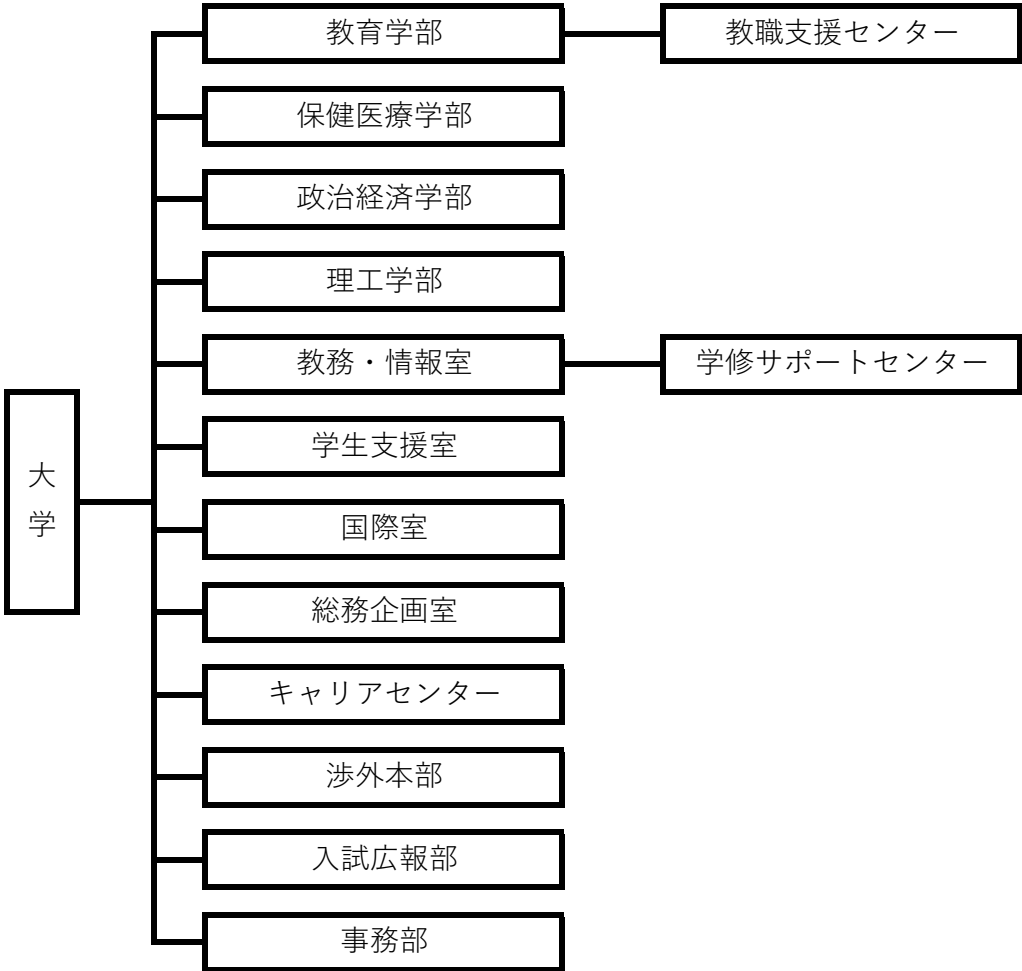 教育学部
教職支援センター
保健医療学部
政治経済学部
理工学部
教務・情報室
学修サポートセンター
大学
学生支援室
国際室
総務企画室
キャリアセンター
渉外本部
入試広報部
事務部